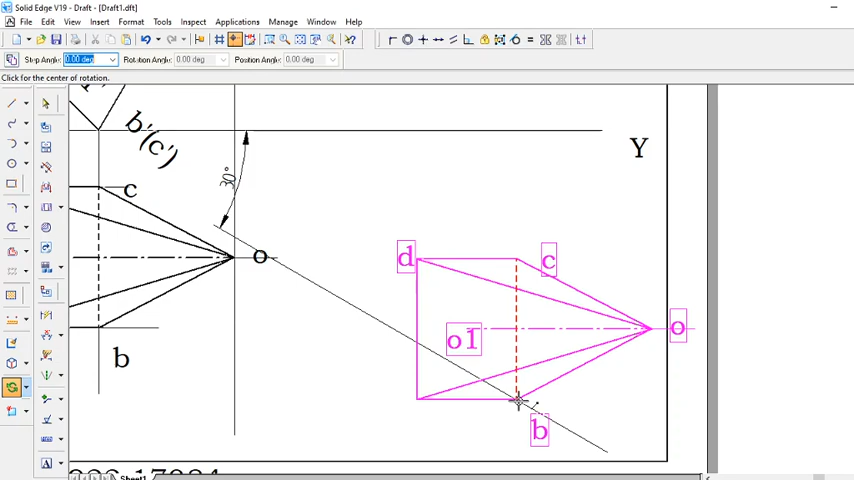 Solid Edge V19 - Draft - [Draft1.dft]
File Edit View Insert Format Tools Inspect Applications Manage Window Help
Step Angle: 0.00 deg Rotation Angle: 0.00 deg Position Angle: 0.00 deg
Click for the center of rotation.
b'(c')
Y
30°
c
o
d
c
o1
o
b
b
Sheet1